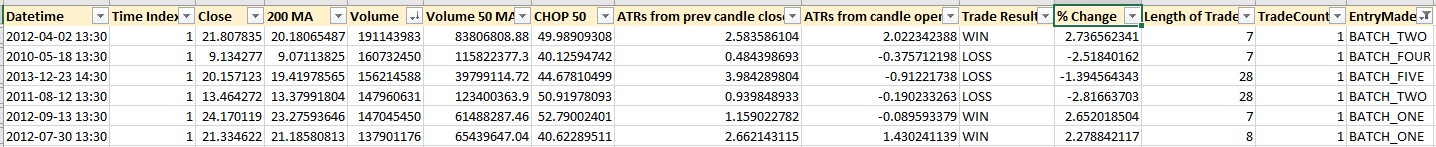 Datetime Time Index Close 200 MA Volume Volume 50 MA CHOP 50 ATRs from prev candle close ATRs from candle oper Trade Result % Change Length of Trade TradeCount EntryMade
2012-04-02 13:30 1 21.807835 20.18065487 191143983 83806808.88 49.98909308 2.583586104 2.022342388 WIN 2.736562341 7 1 BATCH_TWO
2010-05-18 13:30 1 9.134277 9.07113825 160732450 115822377.3 40.12594742 0.484398693 -0.375712198 LOSS -2.51840162 7 1 BATCH_FOUR
2013-12-23 14:30 1 20.157123 19.41978565 156214588 39799114.72 44.67810499 3.984289804 -0.91221738 LOSS -1.394564343 28 1 BATCH_FIVE
2011-08-12 13:30 1 13.464272 13.37991804 147960631 123400363.9 50.91978093 0.939848933 -0.190233263 LOSS -2.81663703 28 1 BATCH_TWO
2012-09-13 13:30 1 24.170119 23.27593646 147045450 61488287.46 52.79002401 1.159022782 -0.089593379 WIN 2.652018504 7 1 BATCH_ONE
2012-07-30 13:30 1 21.334622 21.18580813 137901176 65439647.04 40.62289511 2.662143115 1.430241139 WIN 2.278842117 8 1 BATCH_ONE